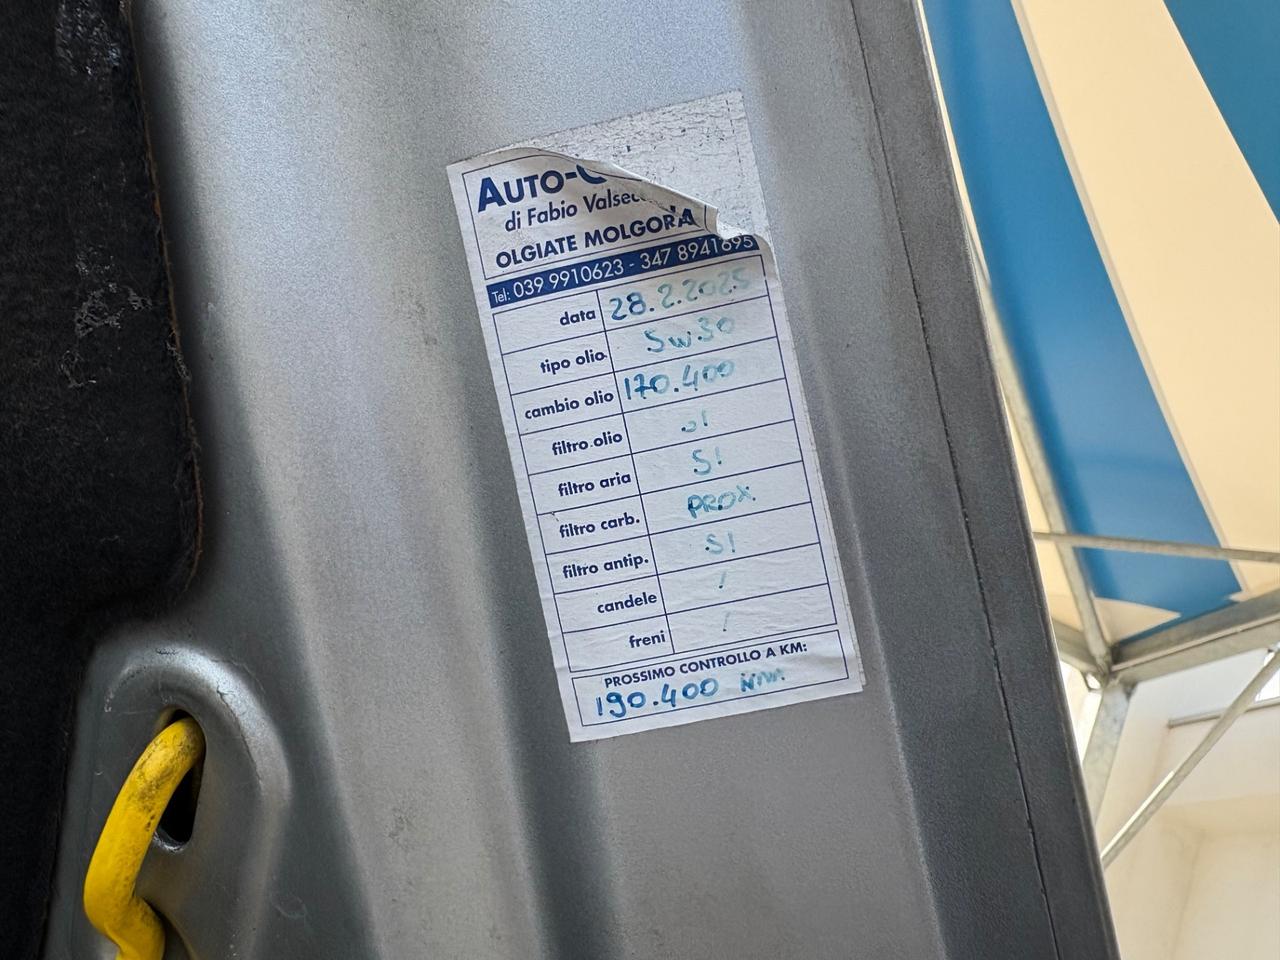 AUTO-
di Fabio
OLGIATE MOLGORA
Tel: 039 9910623 - 347 8941695
data 28.2.2025
tipo olio 5w30
cambio olio 170.400
filtro olio SI
filtro aria SI
filtro carb. PROX.
filtro antip. SI
candele /
freni /
PROSSIMO CONTROLLO A KM:
190.400